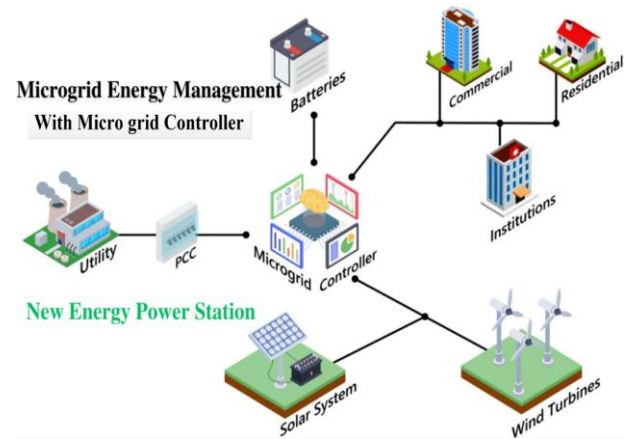 Microgrid Energy Management
With Micro grid Controller
Batteries
Commercial
Residential
Institutions
Utility
PCC
Microgrid Controller
New Energy Power Station
Solar System
Wind Turbines